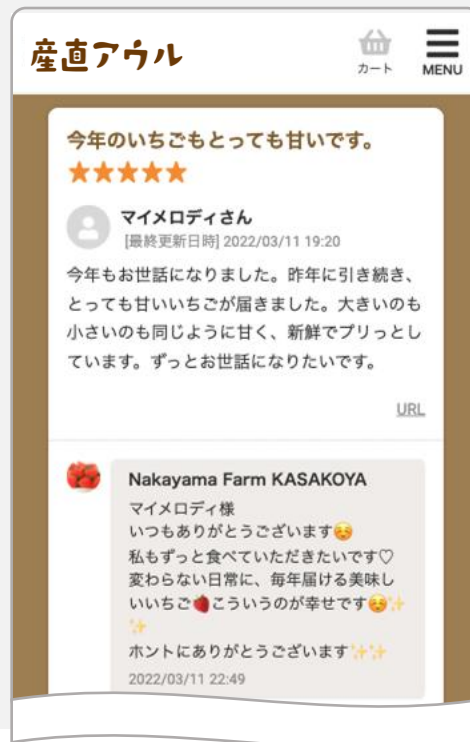 産直アウル
カート
MENU
今年のいちごもとっても甘いです。
★★★★★
マイメロディさん
[最終更新日時] 2022/03/11 19:20
今年もお世話になりました。昨年に引き続き、
とっても甘いいちごが届きました。大きいのも
小さいのも同じように甘く、新鮮でプリっとし
ています。ずっとお世話になりたいです。
URL
Nakayama Farm KASAKOYA
マイメロディ様
いつもありがとうございます☺️
私もずっと食べていただきたいです♡
変わらない日常に、毎年届ける美味し
いいちご🍓こういうのが幸せです☺️✨
✨
ホントにありがとうございます✨✨
2022/03/11 22:49